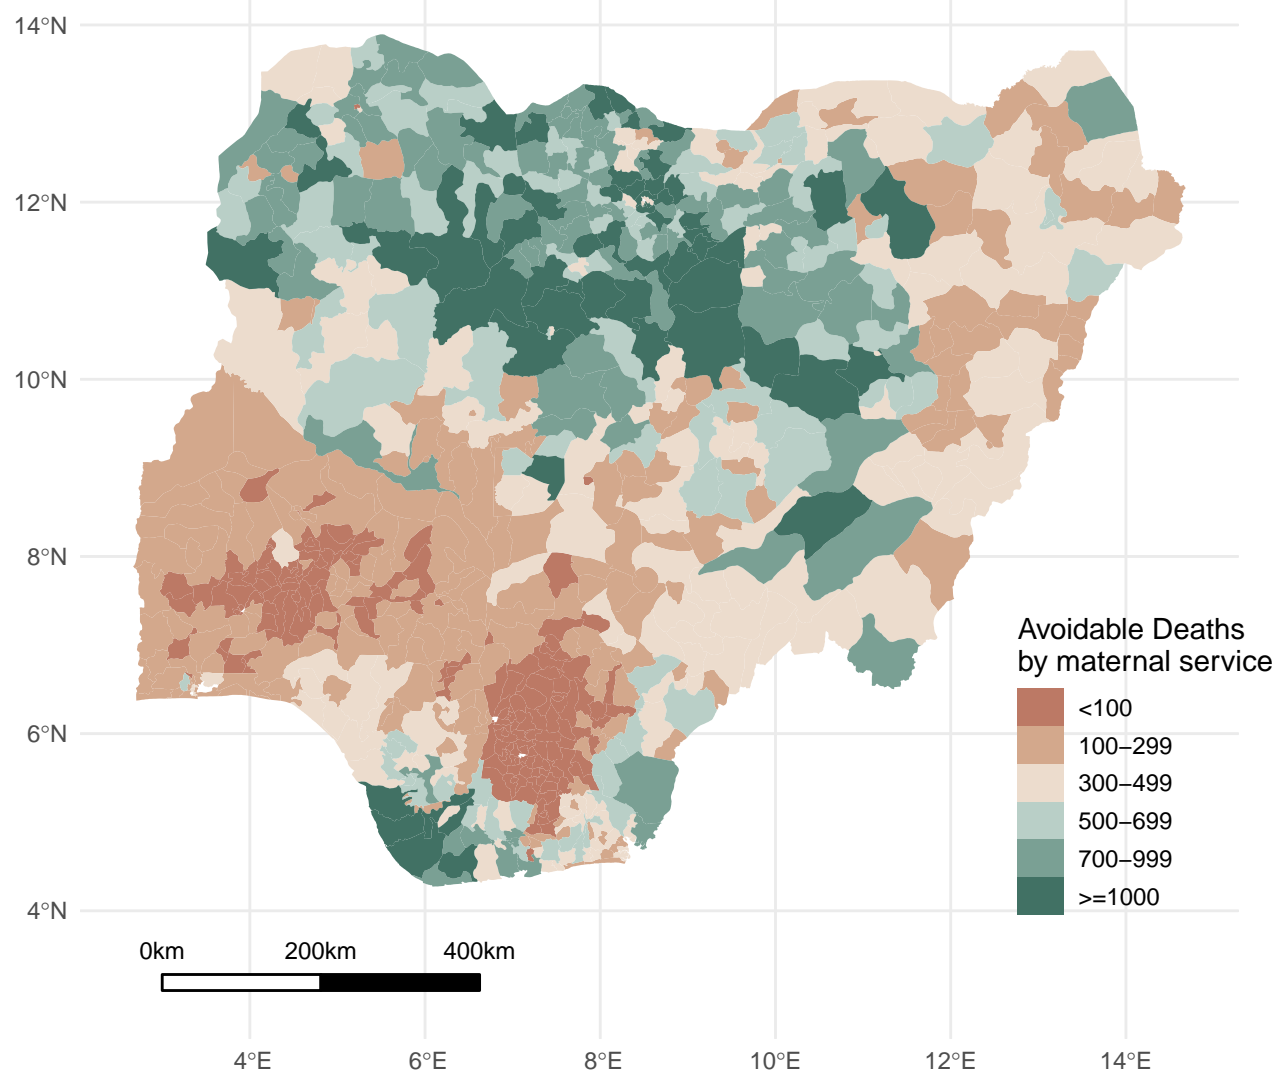 14°N
12°N
10°N
8°N
6°N
4°N
Avoidable Deaths
by maternal service
<100
100–299
300–499
500–699
700–999
>=1000
0km 200km 400km
4°E 6°E 8°E 10°E 12°E 14°E